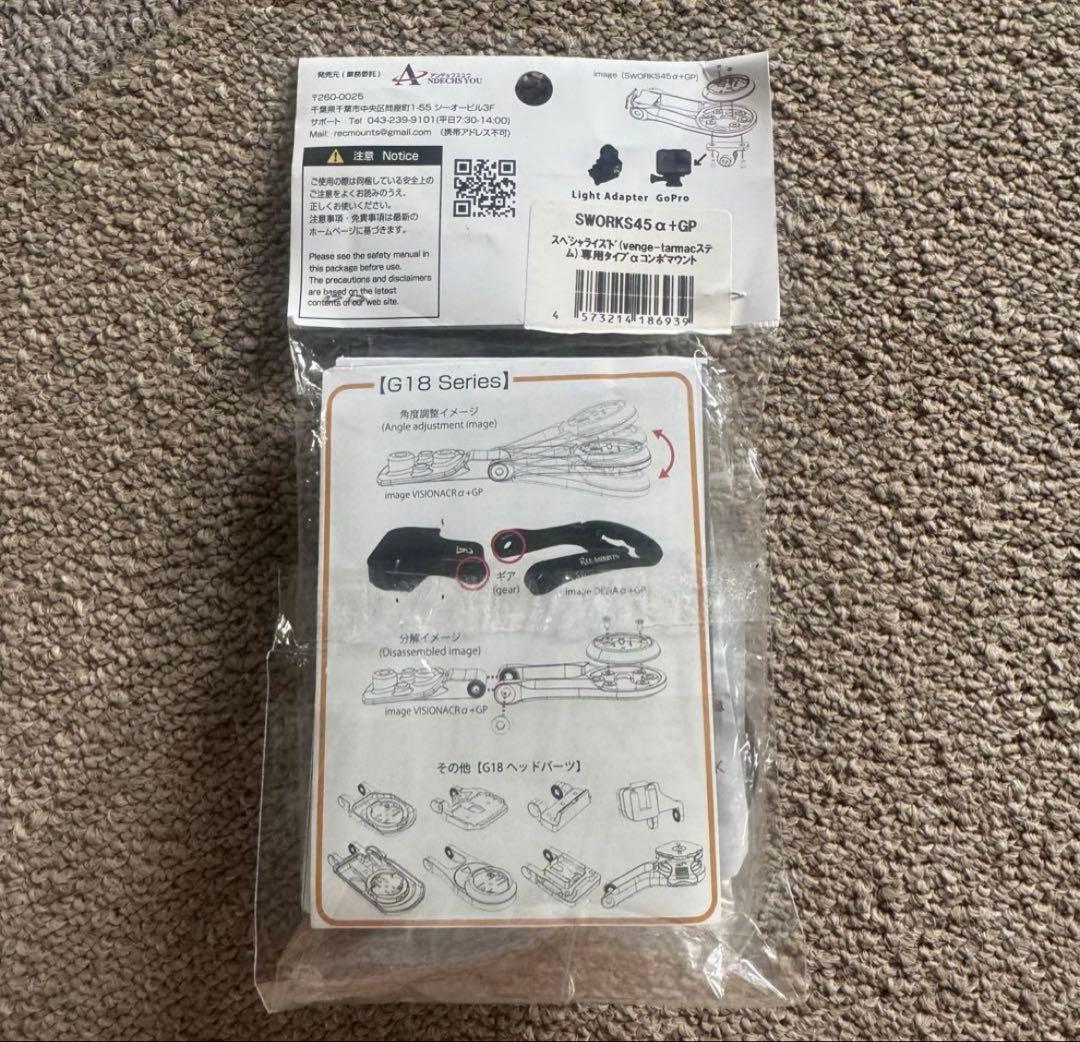 発売元(業務委託)
アンデックスユウ
ANDECHS YOU
〒260-0025
千葉県千葉市中央区問屋町1-55 シーオービル3F
サポート Tel 043-239-9101(平日7:30-14:00)
Mail: recmounts@gmail.com (携帯アドレス不可)
注意 Notice
ご使用の際は同梱している安全上の
ご注意をよくお読みのうえ、
正しくお使いください。
注意事項・免責事項は最新の
ホームページに基づきます。
Please see the safety manual in
this package before use.
The precautions and disclaimers
are based on the latest
contents of our web site.
image (SWORKS45α+GP)
Light Adapter GoPro
SWORKS45α+GP
スペシャライズド(venge-tarmacステ
ム)専用タイプαコンボマウント
4 573214 186939
【G18 Series】
角度調整イメージ
(Angle adjustment image)
image VISIONACRα+GP
ギア
(gear)
REC-MOUNTS
分解イメージ
(Disassembled image)
image VISIONACRα+GP
その他【G18 ヘッドパーツ】